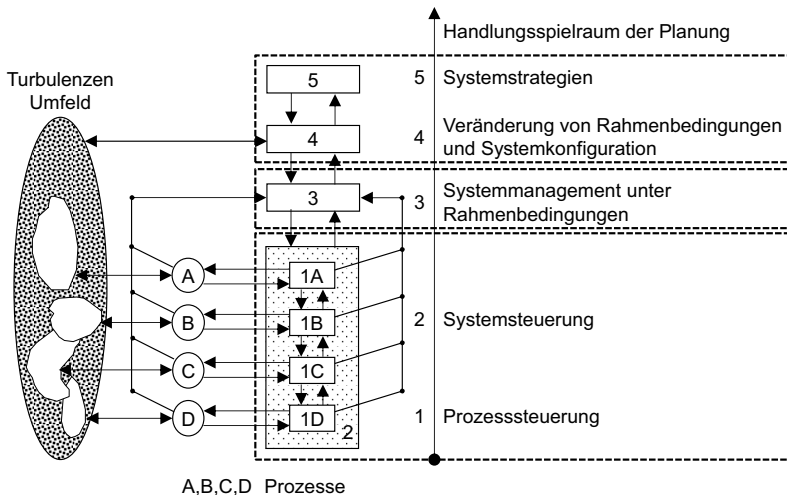 Handlungsspielraum der Planung
Turbulenzen
Umfeld
5
5 Systemstrategien
4
4 Veränderung von Rahmenbedingungen
und Systemkonfiguration
3
3 Systemmanagement unter
Rahmenbedingungen
A
1A
B
1B
2 Systemsteuerung
C
1C
D
1D
2
1 Prozesssteuerung
A,B,C,D Prozesse